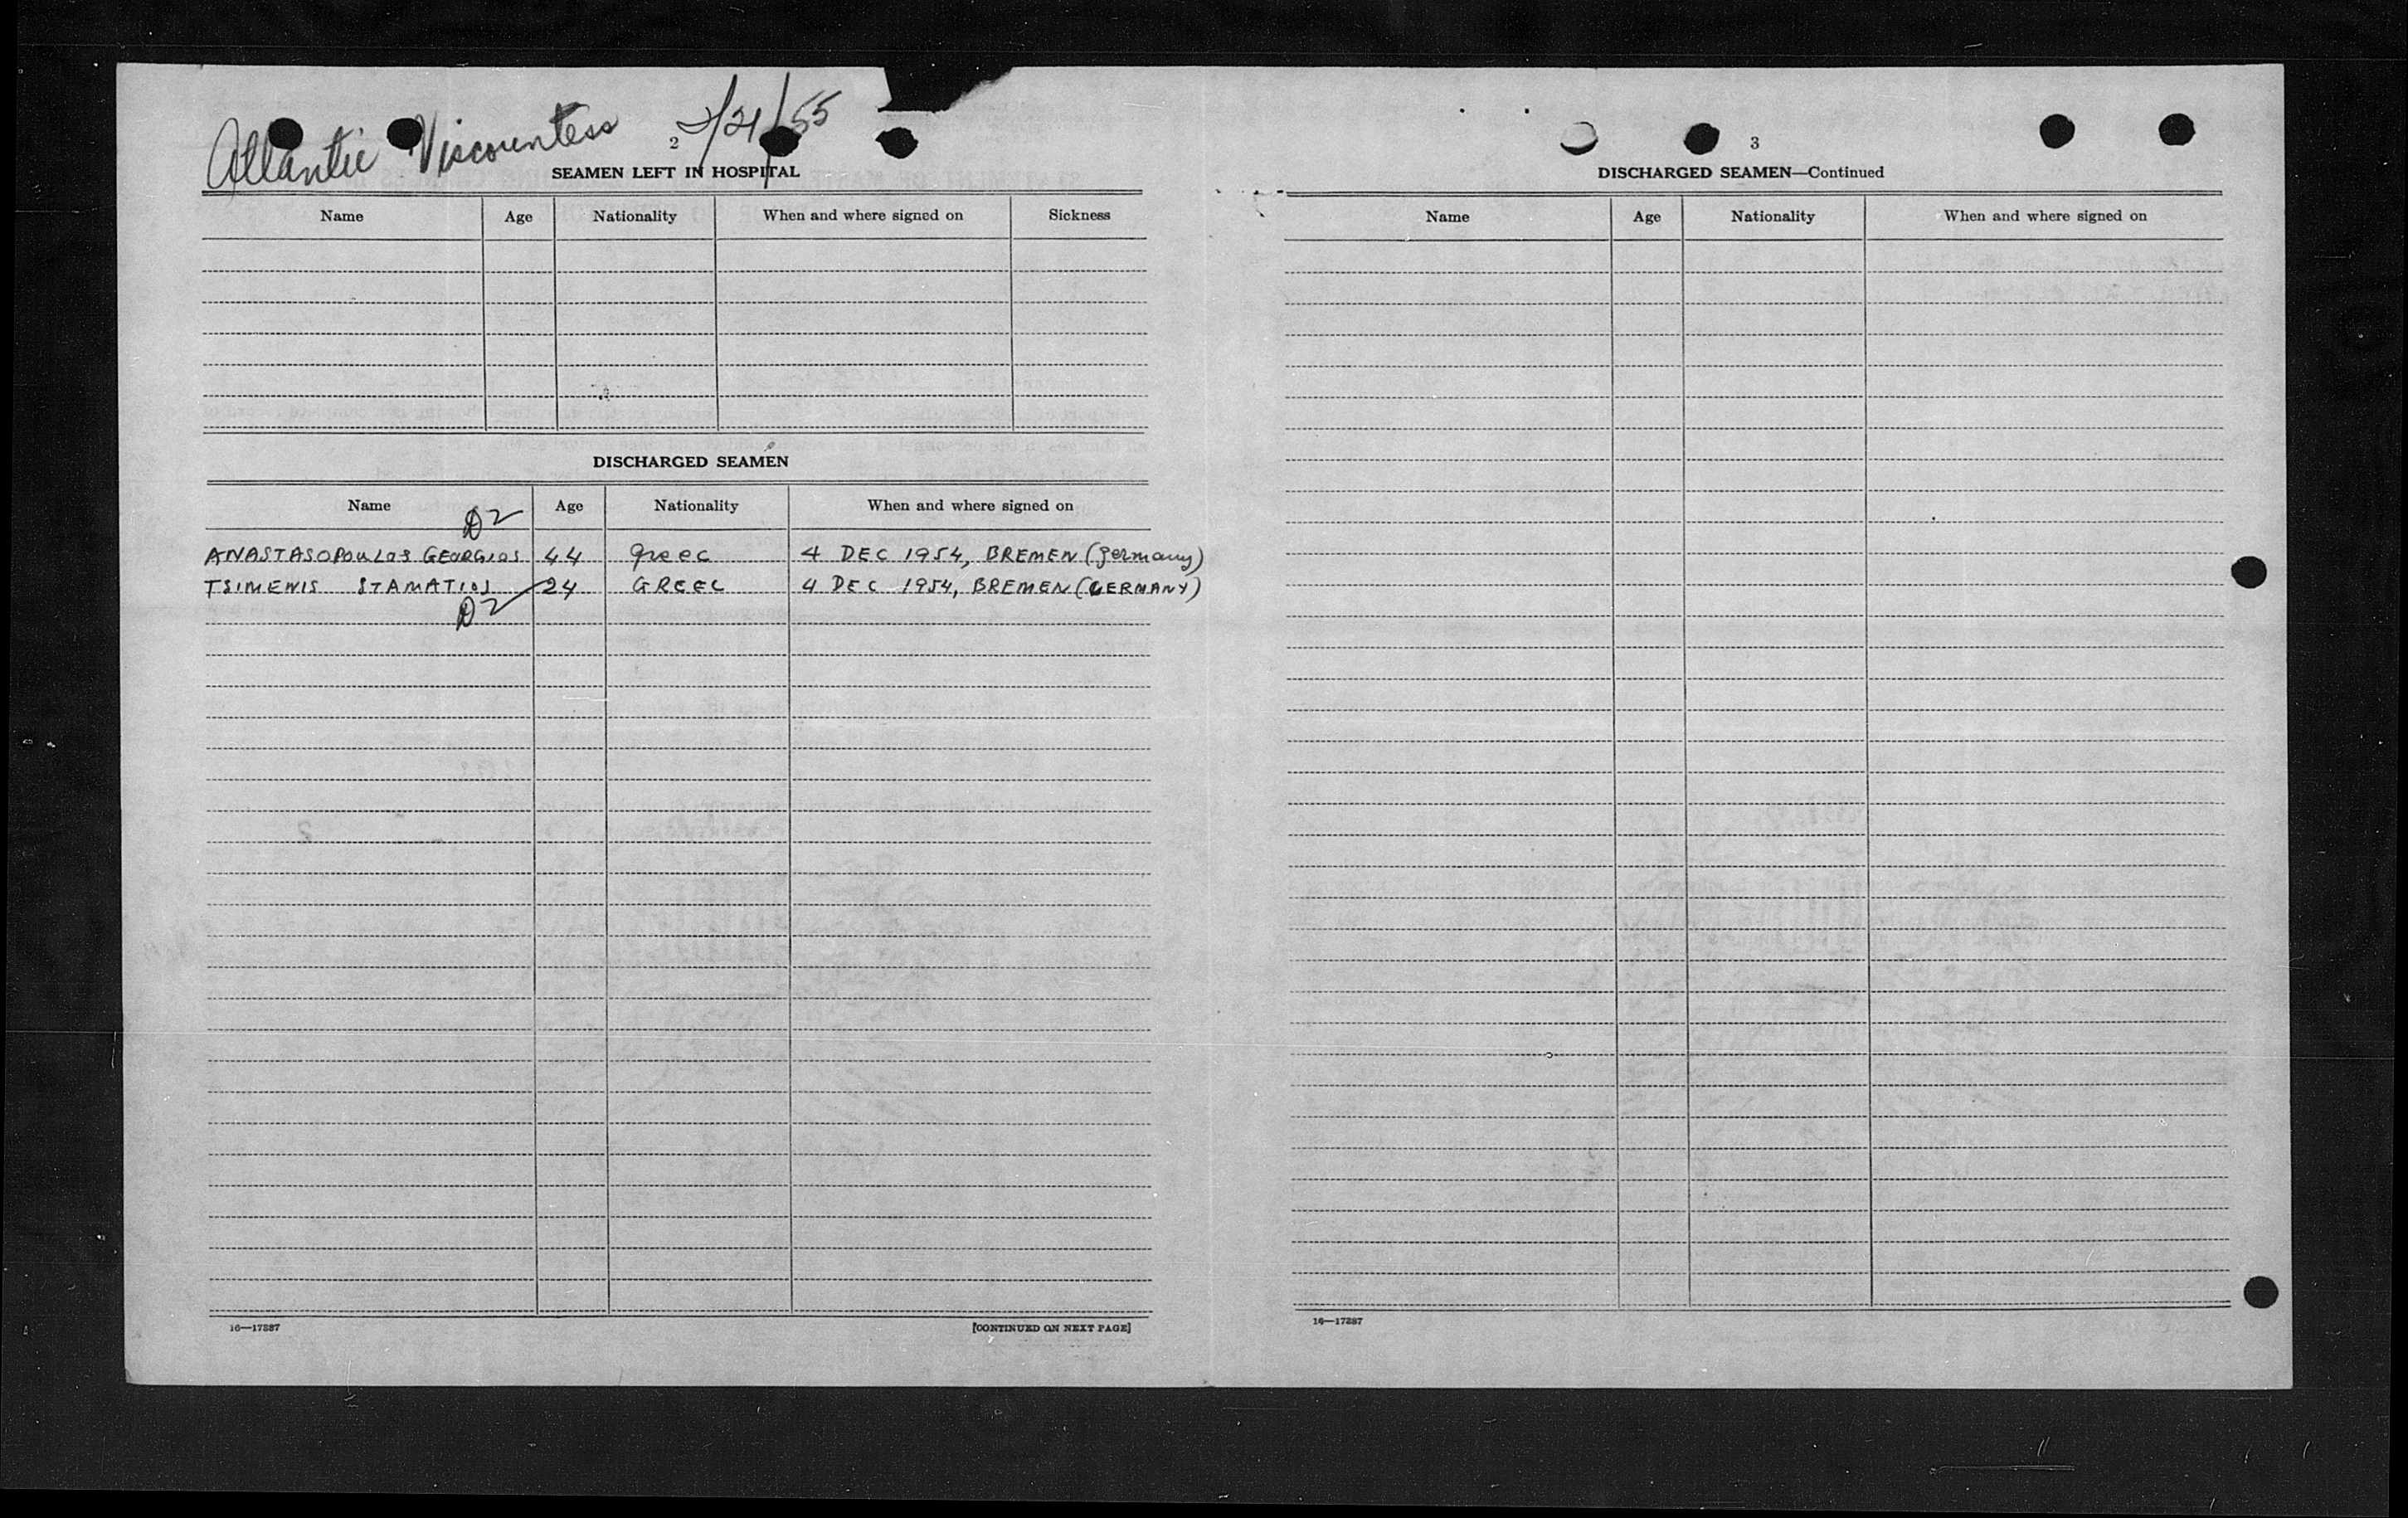 Atlantic Viscountess 2/21/55
2
SEAMEN LEFT IN HOSPITAL
Name Age Nationality When and where signed on Sickness
DISCHARGED SEAMEN
Name Age Nationality When and where signed on
D2
ANASTASOPOULOS GEORGIOS 44 greec 4 DEC 1954, BREMEN (germany)
TSIMENIS STAMATIOS 24 GREEC 4 DEC 1954, BREMEN (GERMANY)
D2
16—17887
[CONTINUED ON NEXT PAGE]
3
DISCHARGED SEAMEN—Continued
Name Age Nationality When and where signed on
16—17887